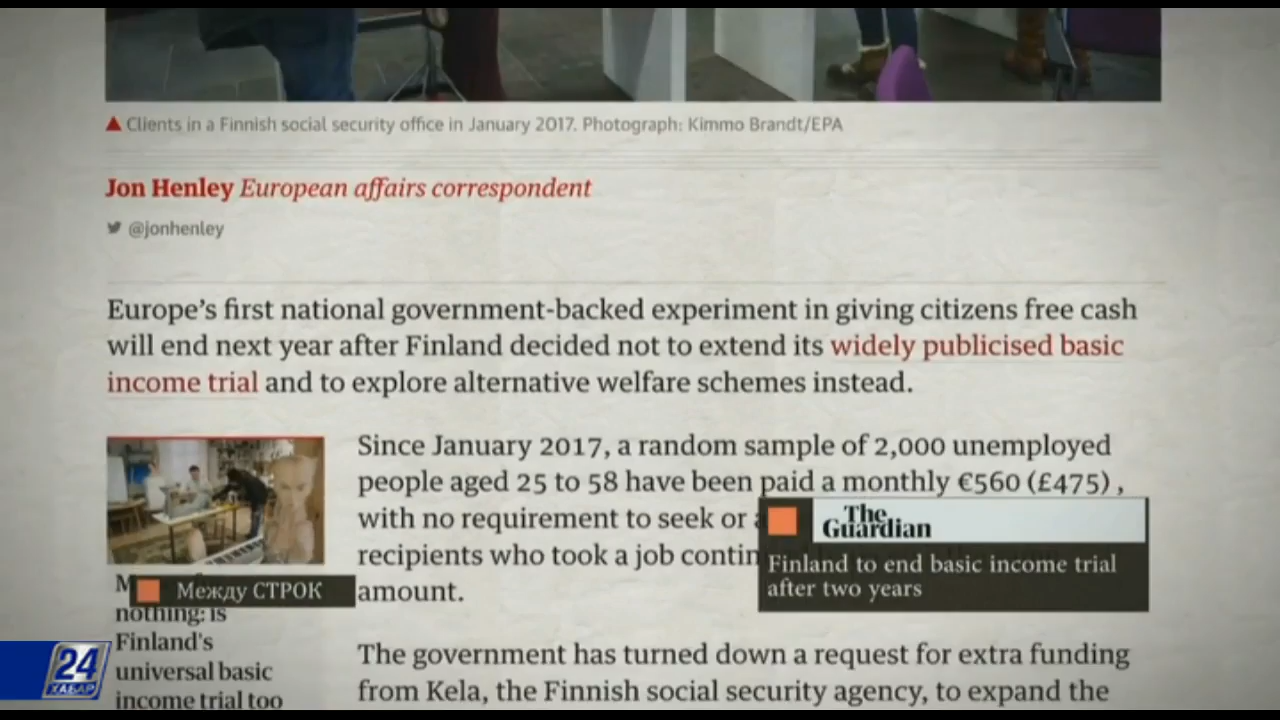 Clients in a Finnish social security office in January 2017. Photograph: Kimmo Brandt/EPA
Jon Henley European affairs correspondent
@jonhenley
Europe’s first national government-backed experiment in giving citizens free cash
will end next year after Finland decided not to extend its widely publicised basic
income trial and to explore alternative welfare schemes instead.
Since January 2017, a random sample of 2,000 unemployed
people aged 25 to 58 have been paid a monthly €560 (£475) ,
with no requirement to seek or
recipients who took a job
amount.
The Guardian
Finland to end basic income trial
after two years
Между СТРОК
nothing: is
Finland's
universal basic
income trial too
The government has turned down a request for extra funding
from Kela, the Finnish social security agency, to expand the
24
ХАБАР